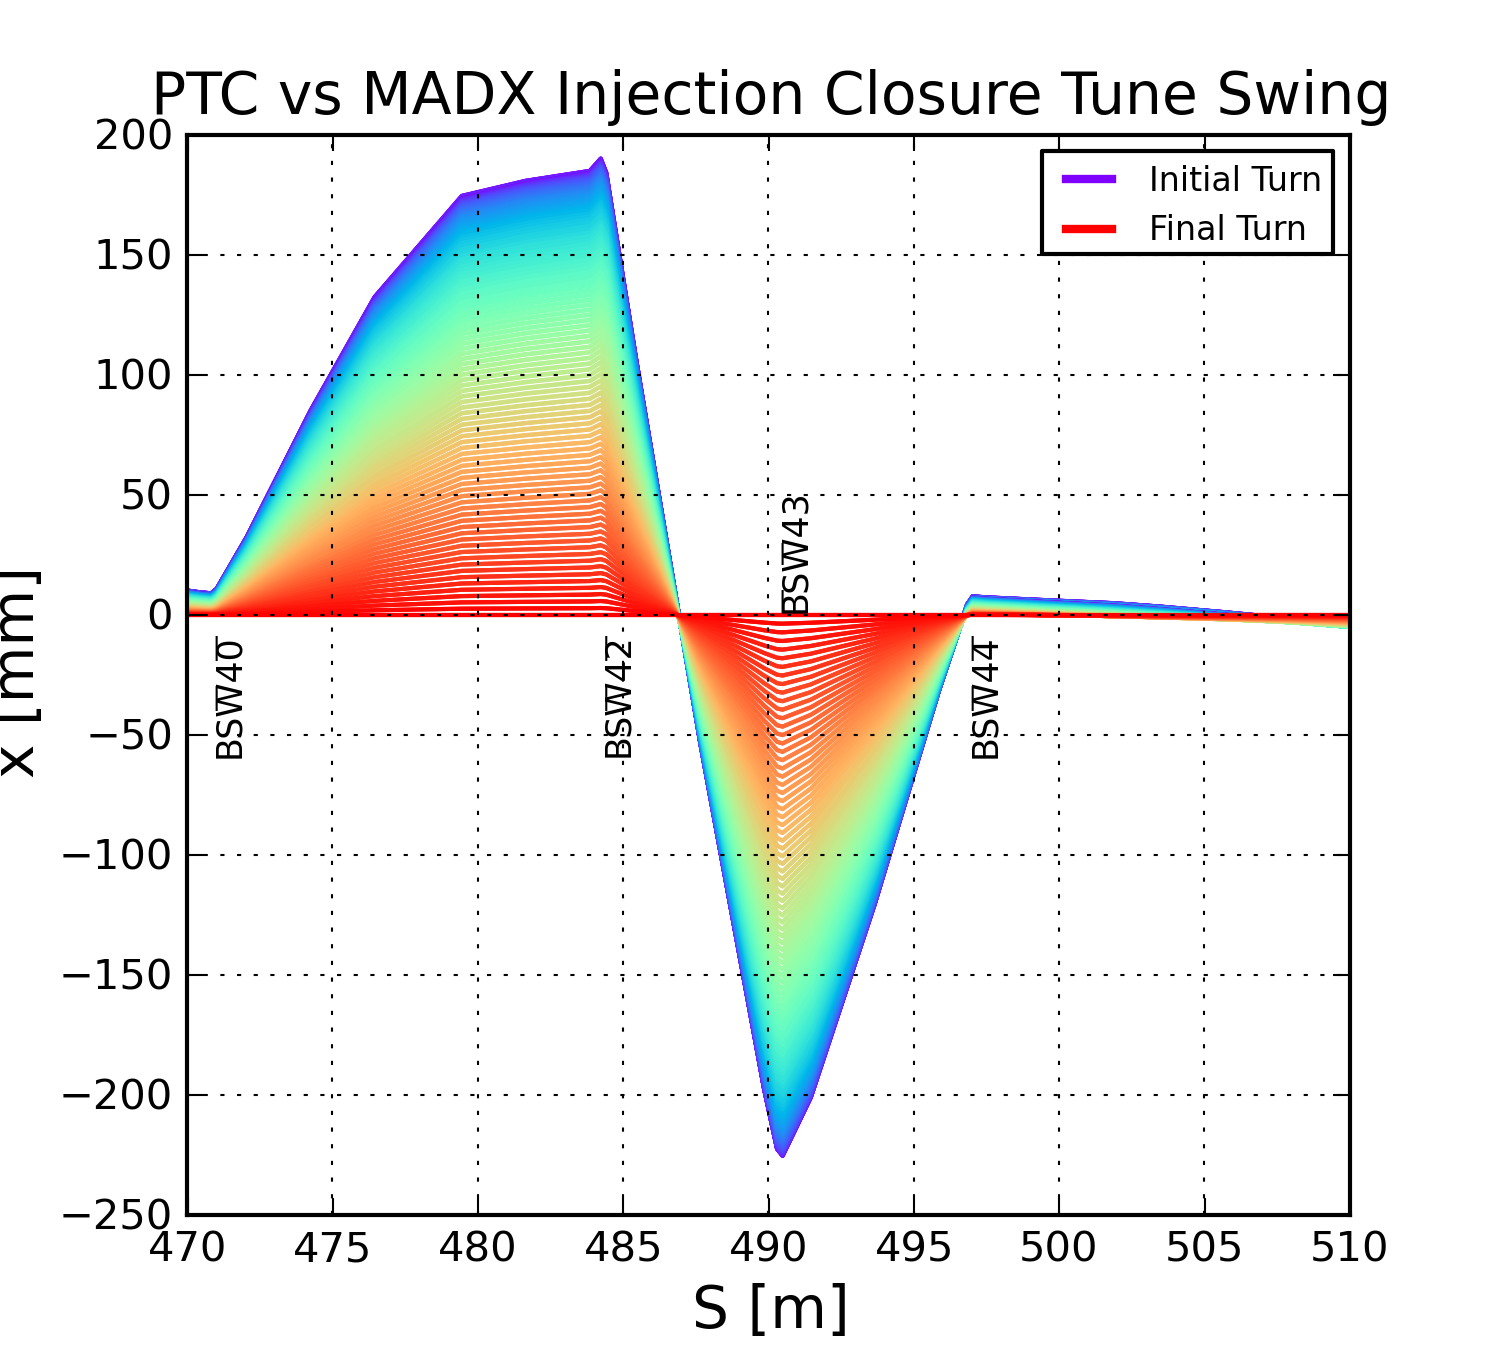 PTC vs MADX Injection Closure Tune Swing
200
150
100
50
0
−50
−100
−150
−200
−250
x [mm]
Initial Turn
Final Turn
BSW40
BSW42
BSW43
BSW44
470 475 480 485 490 495 500 505 510
S [m]